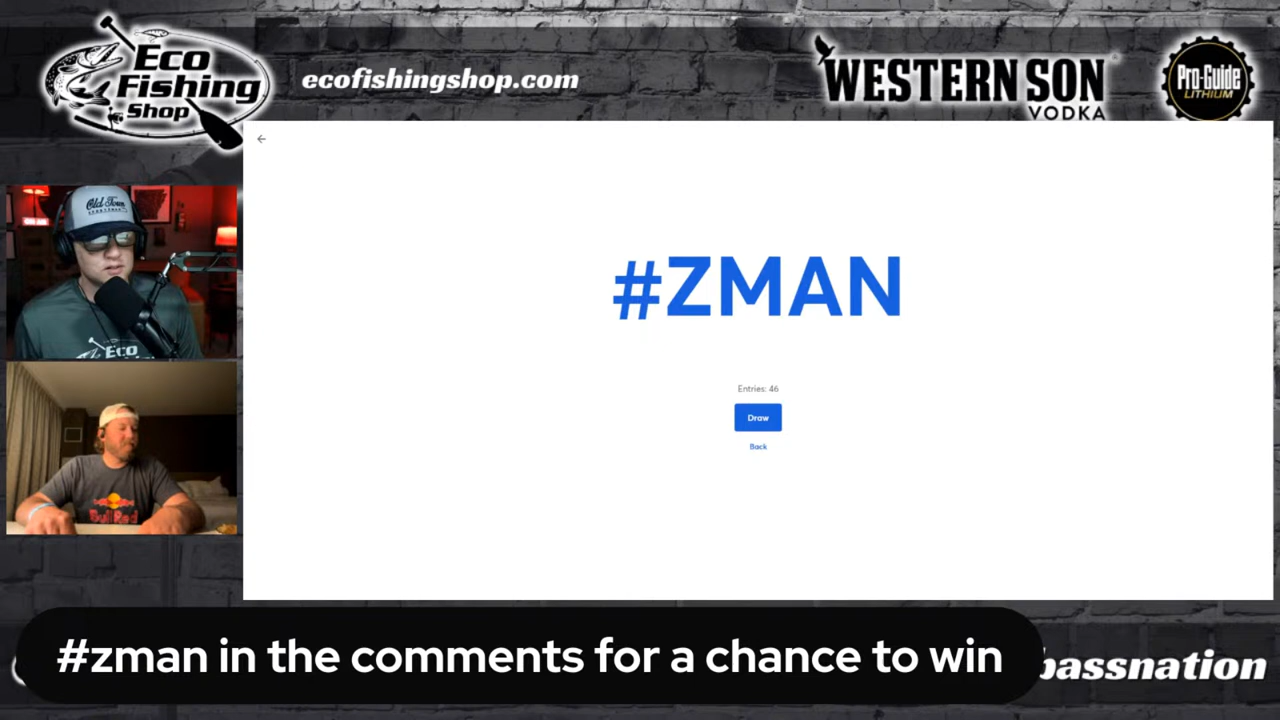 Eco
Fishing
Shop
ecofishingshop.com
WESTERN SON
VODKA
Pro-Guide
LITHIUM
←
Old Town
Eco
#ZMAN
Entries: 46
Draw
Back
Red Bull
#zman in the comments for a chance to win
bassnation